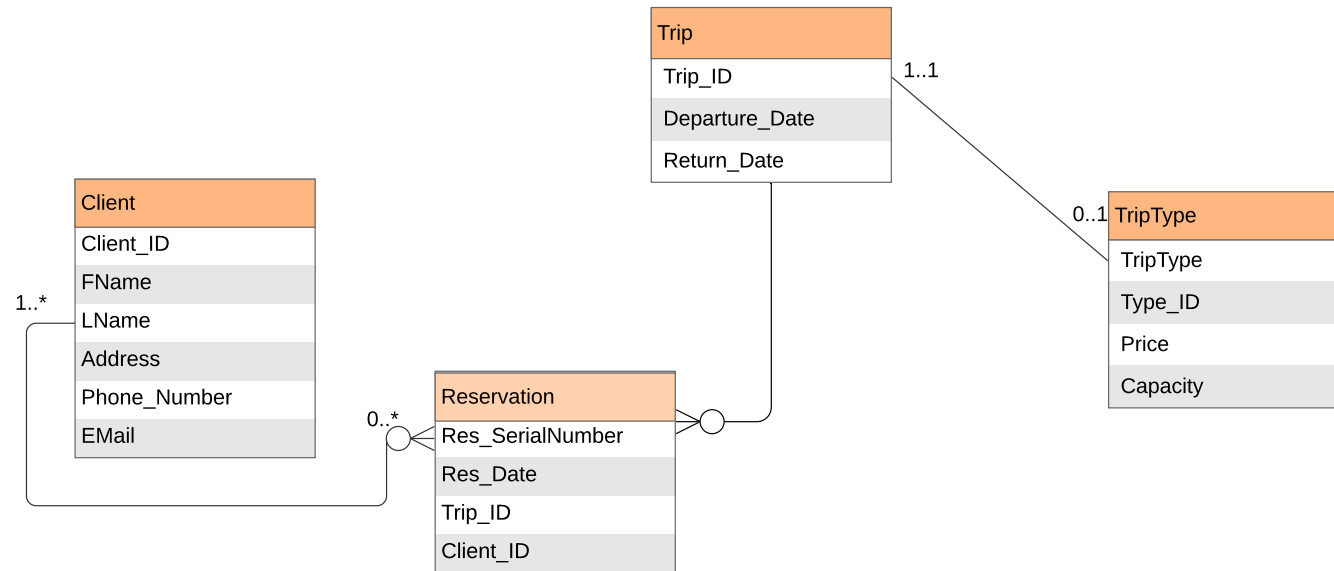 Trip
Trip_ID
Departure_Date
Return_Date
1..1
0..1
TripType
TripType
Type_ID
Price
Capacity
Client
Client_ID
FName
LName
Address
Phone_Number
EMail
1..*
0..*
Reservation
Res_SerialNumber
Res_Date
Trip_ID
Client_ID